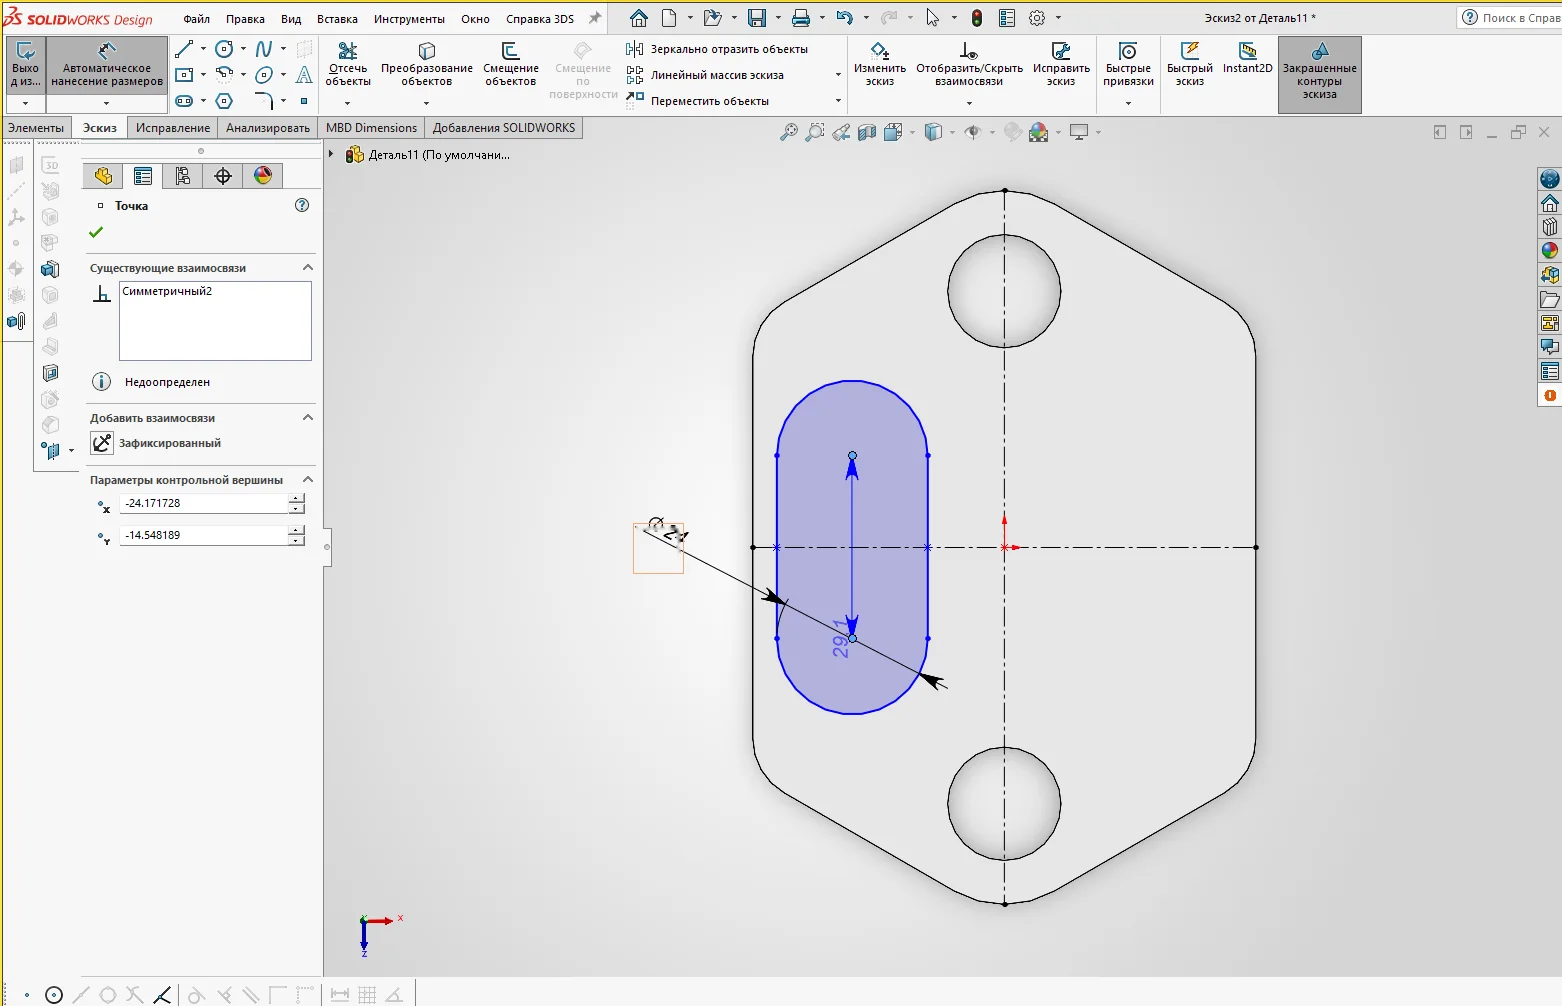 SOLIDWORKS Design
Файл Правка Вид Вставка Инструменты Окно Справка 3DS
Эскиз2 от Деталь11 *
Поиск в Справ
Выхо
д из...
Автоматическое
нанесение размеров
Отсечь
объекты
Преобразование
объектов
Смещение
объектов
Смещение
по
поверхности
Зеркально отразить объекты
Линейный массив эскиза
Переместить объекты
Изменить
эскиз
Отобразить/Скрыть
взаимосвязи
Исправить
эскиз
Быстрые
привязки
Быстрый
эскиз
Instant2D
Закрашенные
контуры
эскиза
Элементы Эскиз Исправление Анализировать MBD Dimensions Добавления SOLIDWORKS
Деталь11 (По умолчани...
Точка
Существующие взаимосвязи
Симметричный2
Недоопределен
Добавить взаимосвязи
Зафиксированный
Параметры контрольной вершины
X -24.171728
Y -14.548189
29.1
X
Z